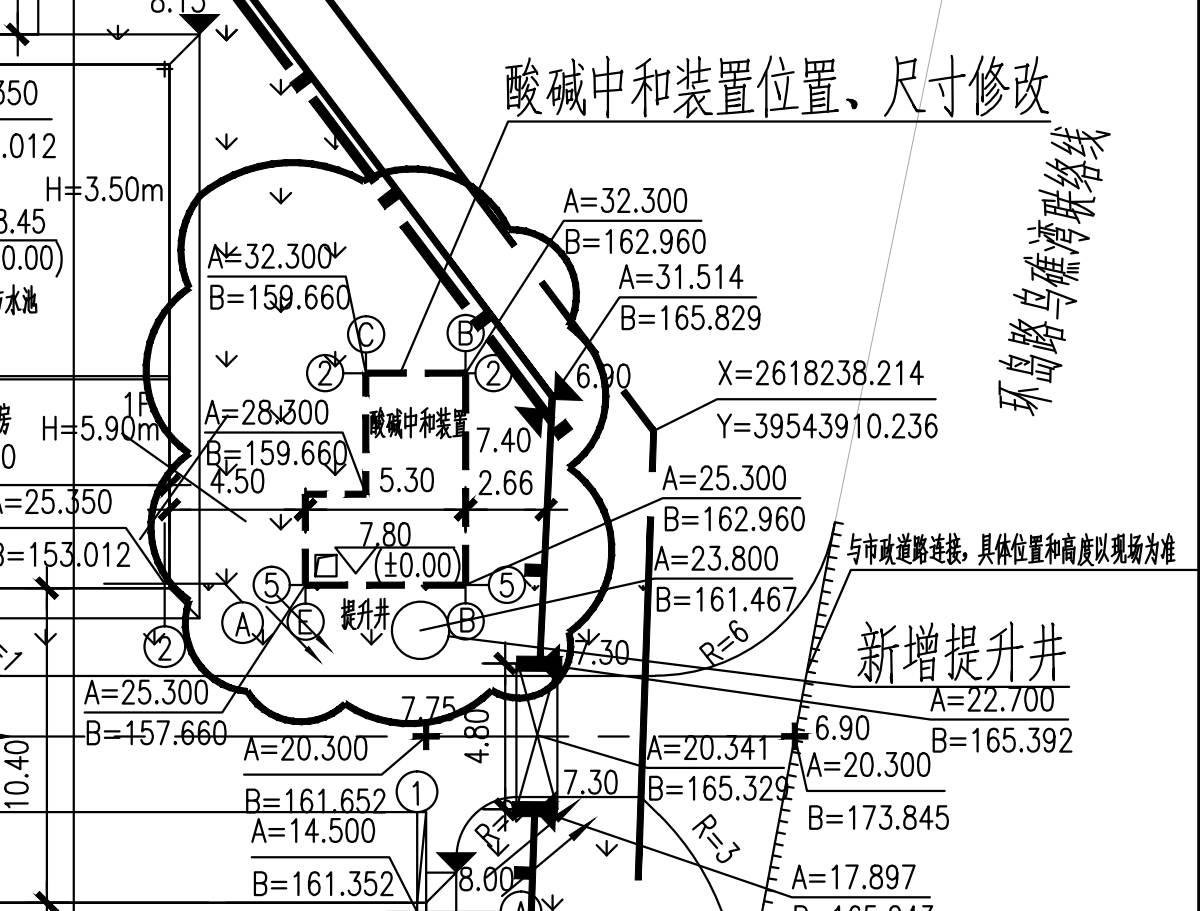 8.15
酸碱中和装置位置、尺寸修改
350
.012
H=3.50m
8.45
0.00)
水池
A=32.300
B=159.660
A=32.300
B=162.960
A=31.514
B=165.829
环岛路鸟礁湾联络线
C
B
2
2
6.90
X=2618238.214
Y=39543910.236
1F
H=5.90m
房
0
A=28.300
B=159.660
酸碱中和装置
7.40
4.50
5.30
2.66
A=25.300
B=162.960
A=25.350
B=153.012
7.80
(±0.00)
A=23.800
B=161.467
与市政道路连接，具体位置和高度以现场为准
5
5
A
E
B
2
提升井
7.30
R=6
新增提升井
A=25.300
B=157.660
A=22.700
B=165.392
7.75
4.80
10.40
A=20.300
B=161.652
A=20.341
B=165.329
6.90
A=20.300
B=173.845
1
7.30
R=
R=3
A=14.500
B=161.352
8.00
A=17.897
A